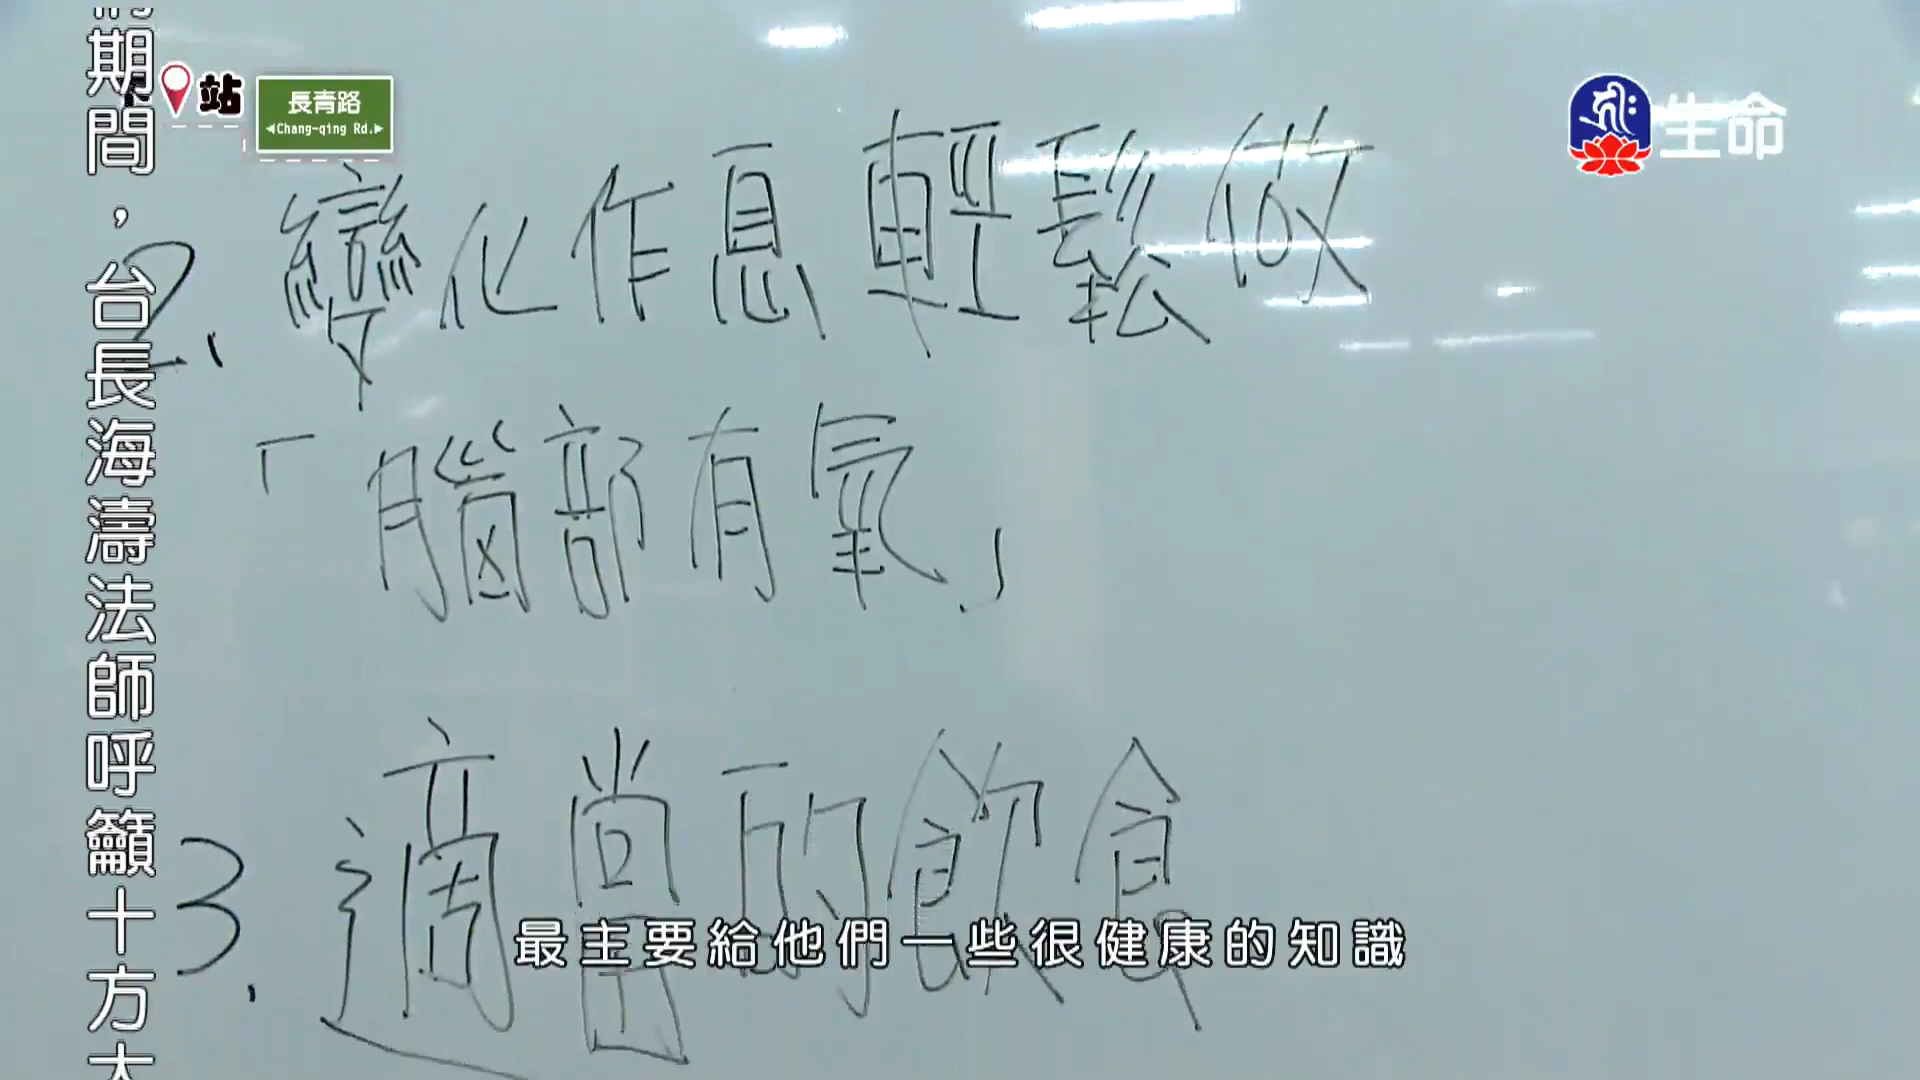 期間，台長海濤法師呼籲十方大
站
長青路
◀Chang-qing Rd.▶
生命
2. 變化作息輕鬆做
「腦部有氧」
3. 適當的飲食
最主要給他們一些很健康的知識